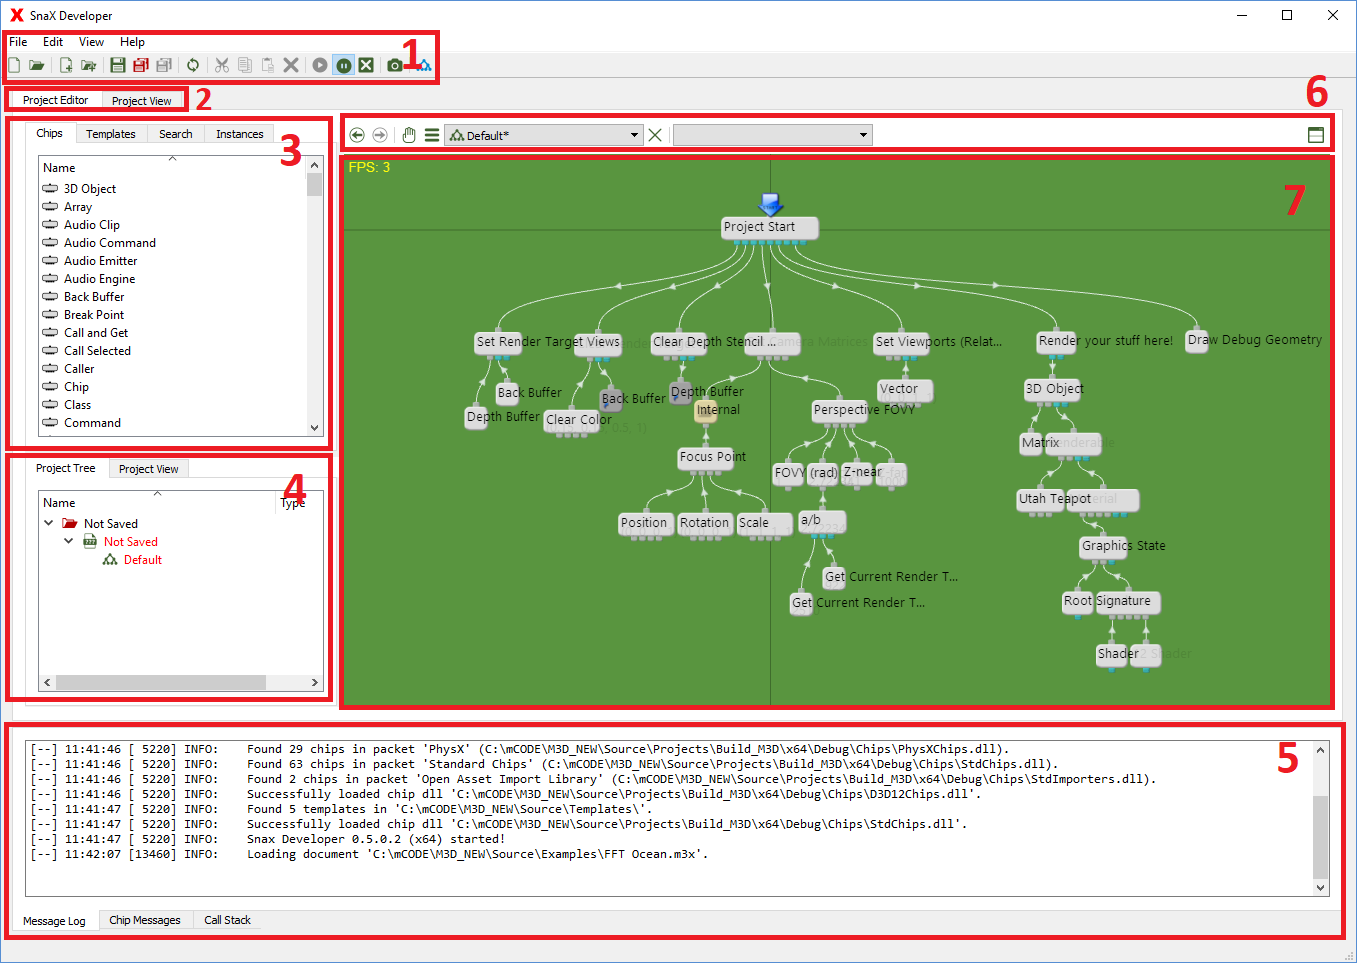 SnaX Developer
File Edit View Help
1
Project Editor Project View
2
Chips Templates Search Instances
3
Name
3D Object
Array
Audio Clip
Audio Command
Audio Emitter
Audio Engine
Back Buffer
Break Point
Call and Get
Call Selected
Caller
Chip
Class
Command
Project Tree Project View
4
Name Type
Not Saved
Not Saved
Default
6
Default*
FPS: 3
7
Project Start
Set Render Target Views
Clear Depth Stencil ...
Camera Matrices
Set Viewports (Relat...
Render your stuff here!
Draw Debug Geometry
Back Buffer
Depth Buffer
Back Buffer
Clear Color
Depth Buffer
Internal
Perspective FOVY
Vector
3D Object
Matrix
Focus Point
FOVY (rad)
Z-near
Z-far
Utah Teapot
Position
Rotation
Scale
a/b
Graphics State
Get Current Render T...
Get Current Render T...
Root Signature
Shader
[--] 11:41:46 [ 5220] INFO: Found 29 chips in packet 'PhysX' (C:\mCODE\M3D_NEW\Source\Projects\Build_M3D\x64\Debug\Chips\PhysXChips.dll).
[--] 11:41:46 [ 5220] INFO: Found 63 chips in packet 'Standard Chips' (C:\mCODE\M3D_NEW\Source\Projects\Build_M3D\x64\Debug\Chips\StdChips.dll).
[--] 11:41:46 [ 5220] INFO: Found 2 chips in packet 'Open Asset Import Library' (C:\mCODE\M3D_NEW\Source\Projects\Build_M3D\x64\Debug\Chips\StdImporters.dll).
[--] 11:41:46 [ 5220] INFO: Successfully loaded chip dll 'C:\mCODE\M3D_NEW\Source\Projects\Build_M3D\x64\Debug\Chips\D3D12Chips.dll'.
[--] 11:41:47 [ 5220] INFO: Found 5 templates in 'C:\mCODE\M3D_NEW\Source\Templates\'.
[--] 11:41:47 [ 5220] INFO: Successfully loaded chip dll 'C:\mCODE\M3D_NEW\Source\Projects\Build_M3D\x64\Debug\Chips\StdChips.dll'.
[--] 11:41:47 [ 5220] INFO: Snax Developer 0.5.0.2 (x64) started!
[--] 11:42:07 [13460] INFO: Loading document 'C:\mCODE\M3D_NEW\Source\Examples\FFT Ocean.m3x'.
5
Message Log Chip Messages Call Stack